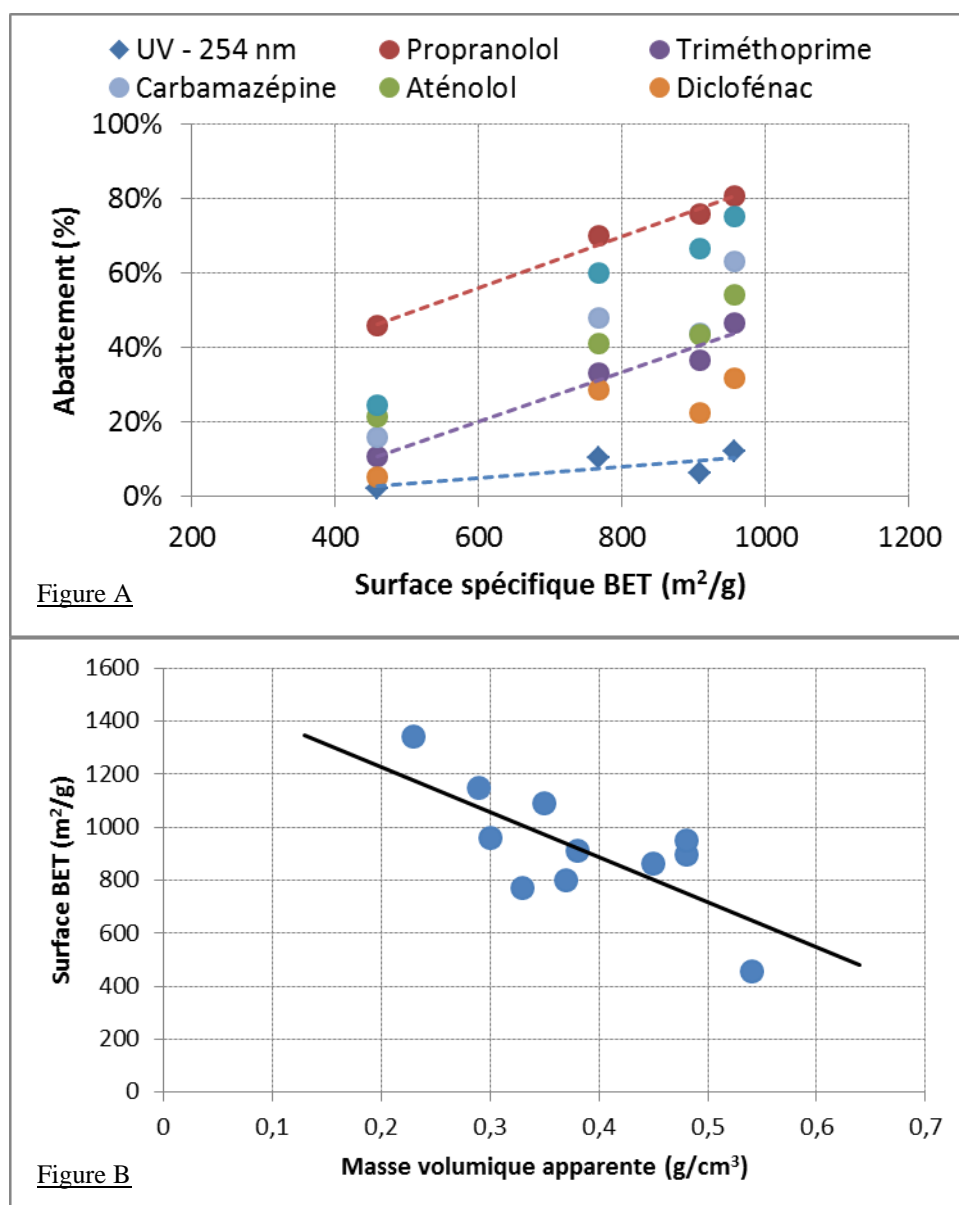 UV - 254 nm Propranolol Triméthoprime
Carbamazépine Aténolol Diclofénac
100%
80%
60%
40%
20%
0%
200 400 600 800 1000 1200
Abattement (%)
Surface spécifique BET (m²/g)
Figure A
1600
1400
1200
1000
800
600
400
200
0
0 0,1 0,2 0,3 0,4 0,5 0,6 0,7
Surface BET (m²/g)
Masse volumique apparente (g/cm³)
Figure B